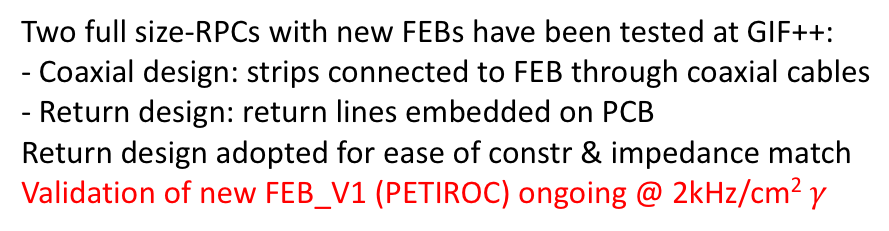 Two full size-RPCs with new FEBs have been tested at GIF++:
- Coaxial design: strips connected to FEB through coaxial cables
- Return design: return lines embedded on PCB
Return design adopted for ease of constr & impedance match
Validation of new FEB_V1 (PETIROC) ongoing @ 2kHz/cm² γ